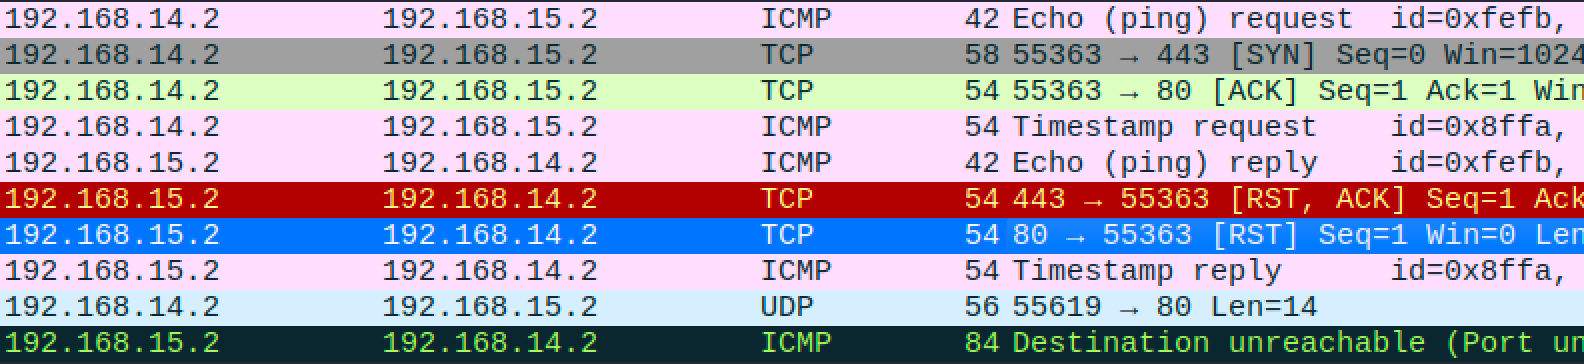 192.168.14.2 192.168.15.2 ICMP 42 Echo (ping) request id=0xfefb,
192.168.14.2 192.168.15.2 TCP 58 55363 → 443 [SYN] Seq=0 Win=1024
192.168.14.2 192.168.15.2 TCP 54 55363 → 80 [ACK] Seq=1 Ack=1 Win
192.168.14.2 192.168.15.2 ICMP 54 Timestamp request id=0x8ffa,
192.168.15.2 192.168.14.2 ICMP 42 Echo (ping) reply id=0xfefb,
192.168.15.2 192.168.14.2 TCP 54 443 → 55363 [RST, ACK] Seq=1 Ack
192.168.15.2 192.168.14.2 TCP 54 80 → 55363 [RST] Seq=1 Win=0 Len
192.168.15.2 192.168.14.2 ICMP 54 Timestamp reply id=0x8ffa,
192.168.14.2 192.168.15.2 UDP 56 55619 → 80 Len=14
192.168.15.2 192.168.14.2 ICMP 84 Destination unreachable (Port un